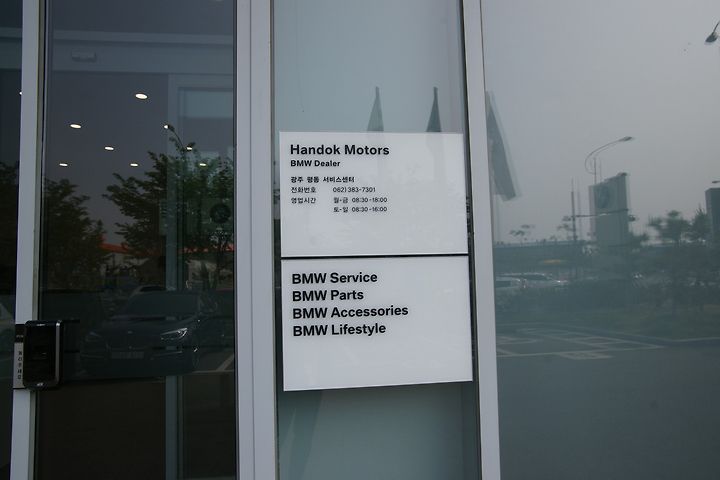 Handok Motors
BMW Dealer
광주 평동 서비스센터
전화번호 062) 383-7301
영업시간 월-금 08:30 -18:00
토-일 08:30 -16:00
BMW Service
BMW Parts
BMW Accessories
BMW Lifestyle